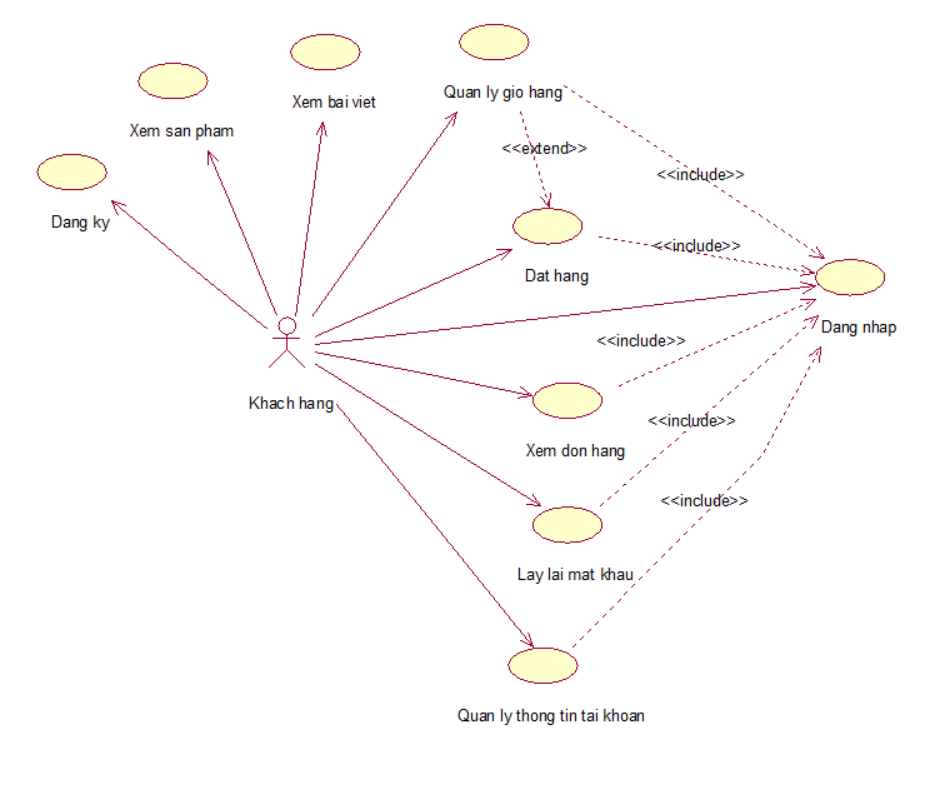 Quan ly gio hang
Xem bai viet
Xem san pham
<<extend>>
<<include>>
Dang ky
<<include>>
Dat hang
Dang nhap
<<include>>
Khach hang
<<include>>
Xem don hang
<<include>>
Lay lai mat khau
Quan ly thong tin tai khoan